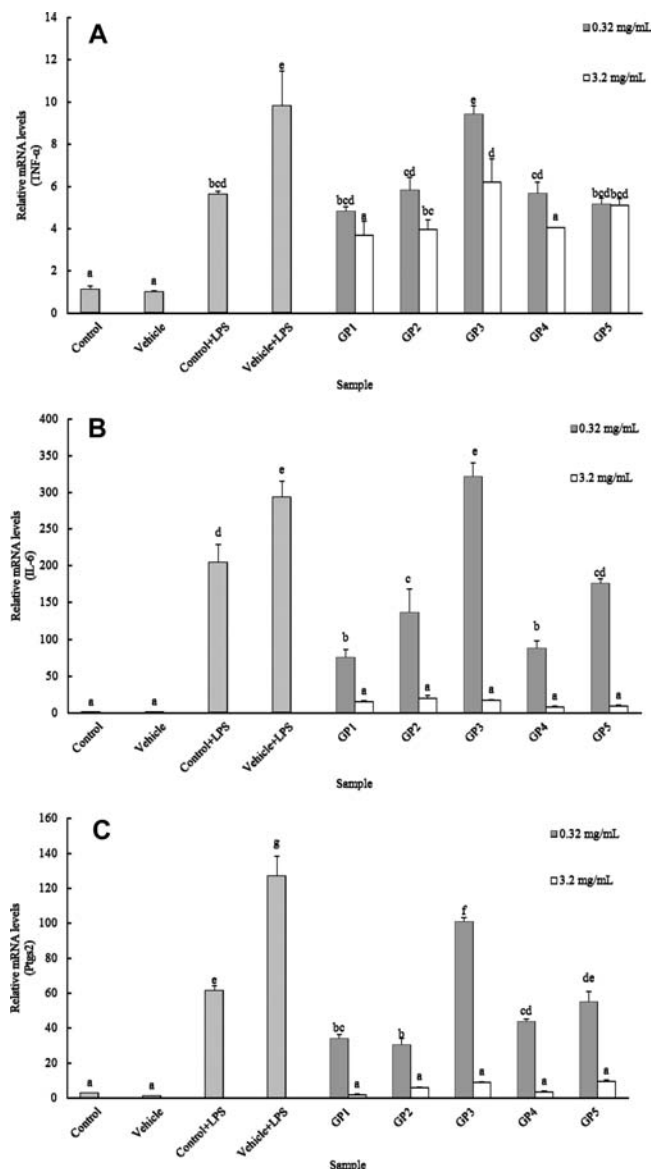 A
0.32 mg/mL
3.2 mg/mL
Relative mRNA levels
(TNF-α)
14
12
10
8
6
4
2
0
a
a
bcd
e
bcd
a
cd
bc
e
d
cd
a
bcd
bcd
Control
Vehicle
Control+LPS
Vehicle+LPS
GP1
GP2
GP3
GP4
GP5
Sample
B
0.32 mg/mL
3.2 mg/mL
Relative mRNA levels
(IL-6)
400
350
300
250
200
150
100
50
0
a
a
d
e
b
a
c
a
e
a
b
a
cd
a
Control
Vehicle
Control+LPS
Vehicle+LPS
GP1
GP2
GP3
GP4
GP5
Sample
C
0.32 mg/mL
3.2 mg/mL
Relative mRNA levels
(Ptgs2)
160
140
120
100
80
60
40
20
0
a
a
e
g
bc
a
b
a
f
a
cd
a
de
a
Control
Vehicle
Control+LPS
Vehicle+LPS
GP1
GP2
GP3
GP4
GP5
Sample